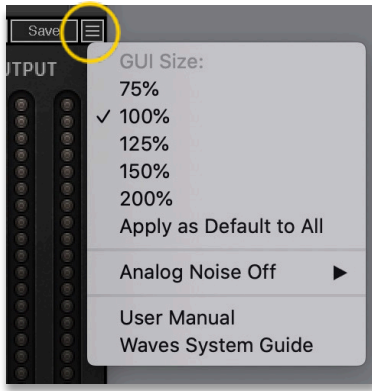 Save
UTPUT
GUI Size:
75%
✓ 100%
125%
150%
200%
Apply as Default to All
Analog Noise Off ▶
User Manual
Waves System Guide